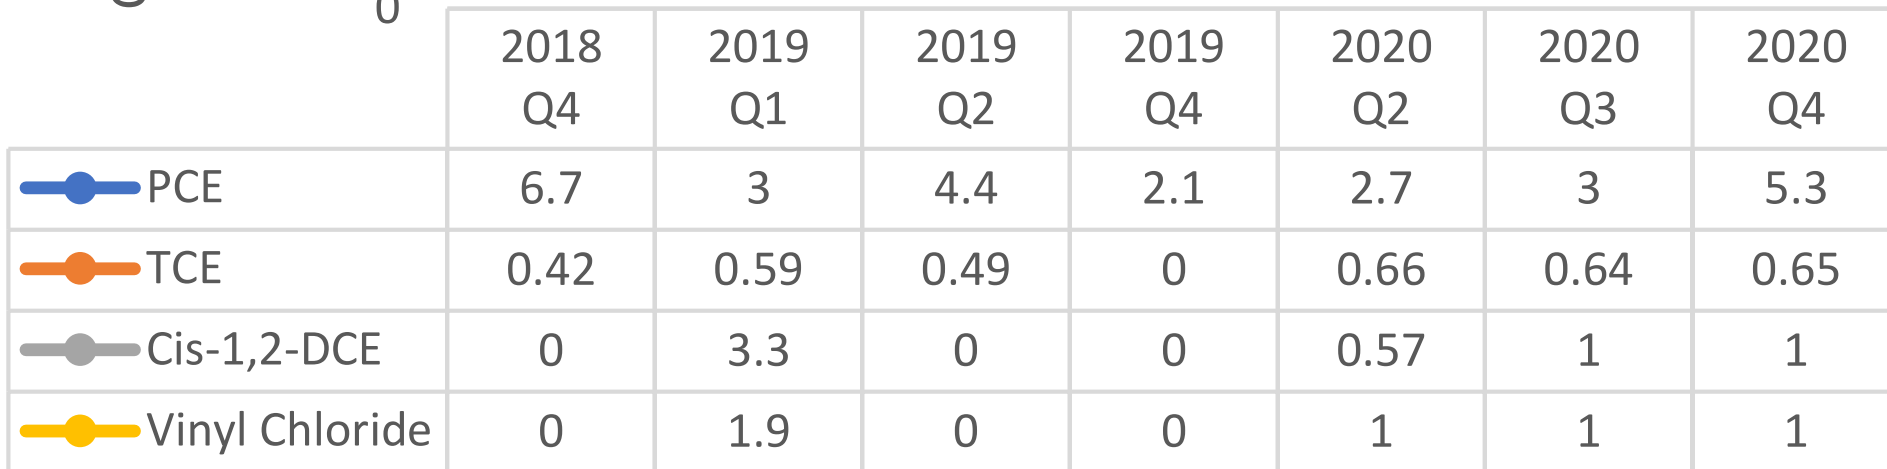 0
2018 2019 2019 2019 2020 2020 2020
Q4 Q1 Q2 Q4 Q2 Q3 Q4
PCE 6.7 3 4.4 2.1 2.7 3 5.3
TCE 0.42 0.59 0.49 0 0.66 0.64 0.65
Cis-1,2-DCE 0 3.3 0 0 0.57 1 1
Vinyl Chloride 0 1.9 0 0 1 1 1